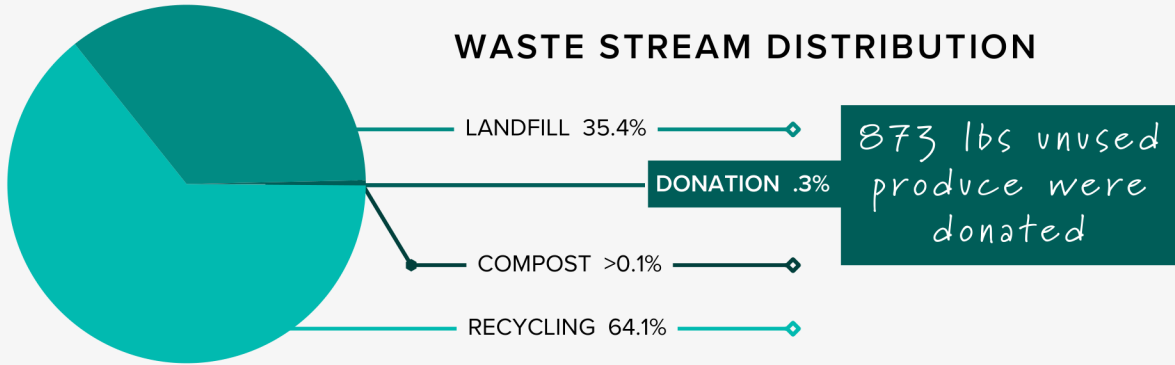 WASTE STREAM DISTRIBUTION
LANDFILL 35.4%
DONATION .3%
873 lbs unused
produce were
donated
COMPOST >0.1%
RECYCLING 64.1%